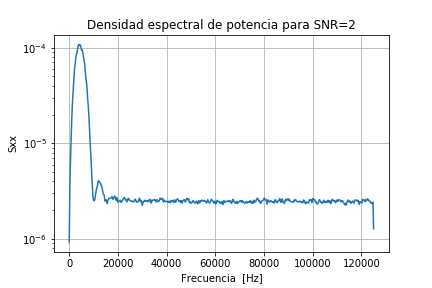 Densidad espectral de potencia para SNR=2
10⁻⁴
10⁻⁵
10⁻⁶
Sxx
0 20000 40000 60000 80000 100000 120000
Frecuencia [Hz]